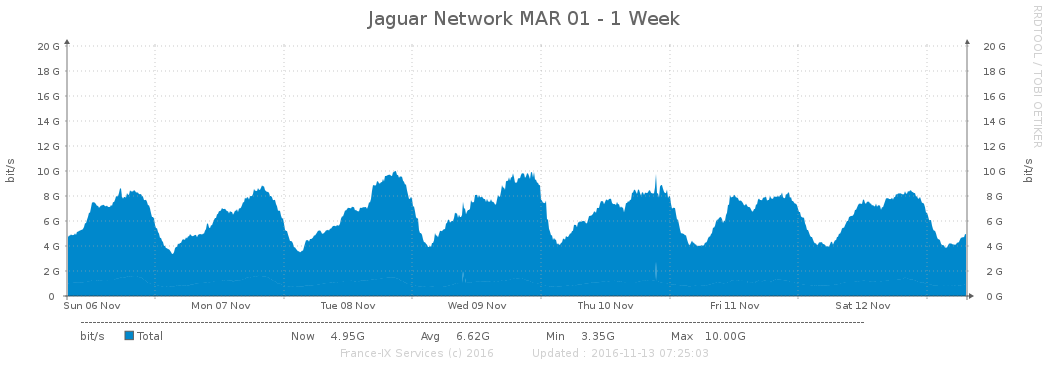 Jaguar Network MAR 01 - 1 Week
RRDTOOL / TOBI OETIKER
bit/s
20 G 20 G
18 G 18 G
16 G 16 G
14 G 14 G
12 G 12 G
10 G 10 G
8 G 8 G
6 G 6 G
4 G 4 G
2 G 2 G
0 0 G
bit/s
Sun 06 Nov Mon 07 Nov Tue 08 Nov Wed 09 Nov Thu 10 Nov Fri 11 Nov Sat 12 Nov
bit/s Total Now 4.95G Avg 6.62G Min 3.35G Max 10.00G
France-IX Services (c) 2016 Updated : 2016-11-13 07:25:03